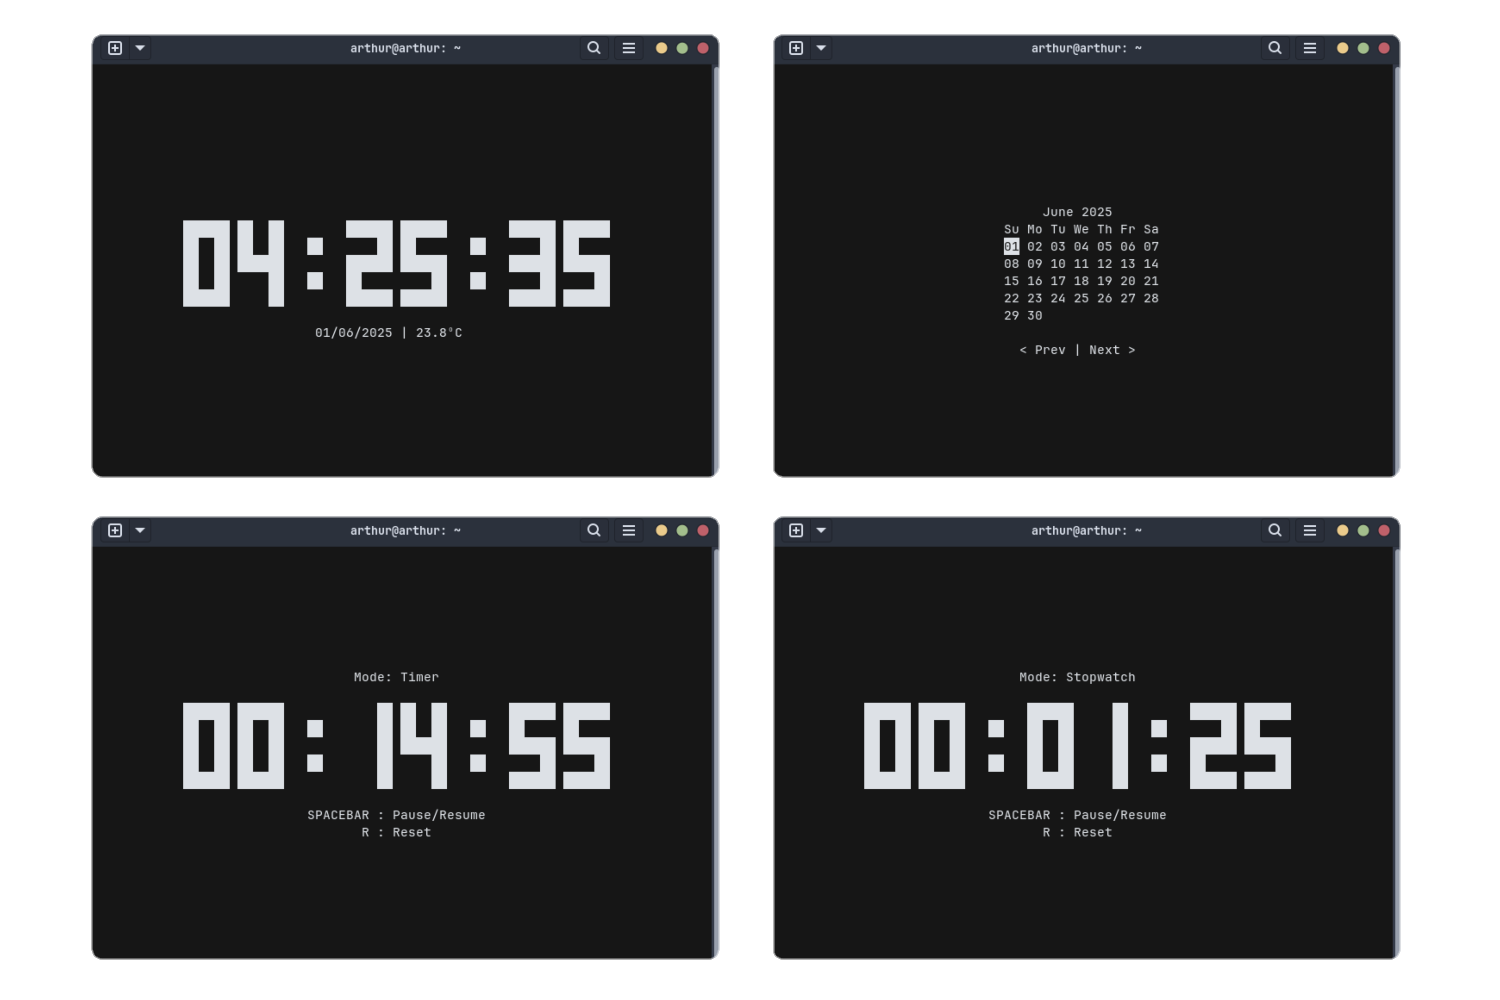 arthur@arthur: ~
04:25:35
01/06/2025 | 23.8°C
arthur@arthur: ~
June 2025
Su Mo Tu We Th Fr Sa
01 02 03 04 05 06 07
08 09 10 11 12 13 14
15 16 17 18 19 20 21
22 23 24 25 26 27 28
29 30
< Prev | Next >
arthur@arthur: ~
Mode: Timer
00:14:55
SPACEBAR : Pause/Resume
R : Reset
arthur@arthur: ~
Mode: Stopwatch
00:01:25
SPACEBAR : Pause/Resume
R : Reset